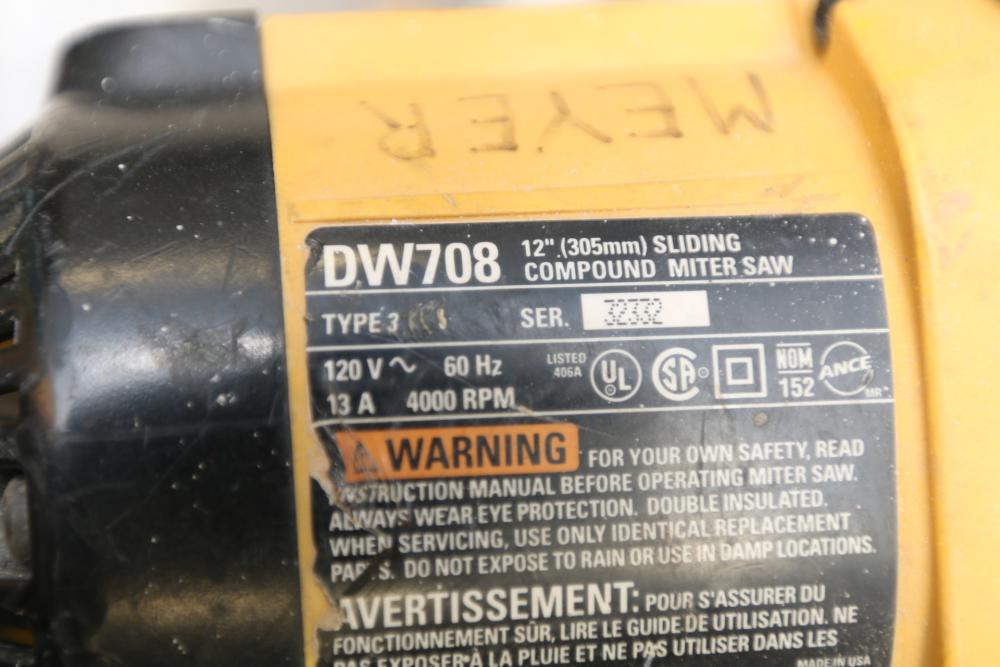 MEYER
DW708 12" (305mm) SLIDING
COMPOUND MITER SAW
TYPE 3 SER. 32332
120 V ~ 60 Hz LISTED 406A UL SA NOM 152 ANCE MR
13 A 4000 RPM
WARNING FOR YOUR OWN SAFETY, READ
INSTRUCTION MANUAL BEFORE OPERATING MITER SAW.
ALWAYS WEAR EYE PROTECTION. DOUBLE INSULATED.
WHEN SERVICING, USE ONLY IDENTICAL REPLACEMENT
PARTS. DO NOT EXPOSE TO RAIN OR USE IN DAMP LOCATIONS.
AVERTISSEMENT: POUR S'ASSURER DU
FONCTIONNEMENT SÛR, LIRE LE GUIDE DE UTILISATION. NE
PAS EXPOSER À LA PLUIE ET NE PAS UTILISER DANS LES
MADE IN USA